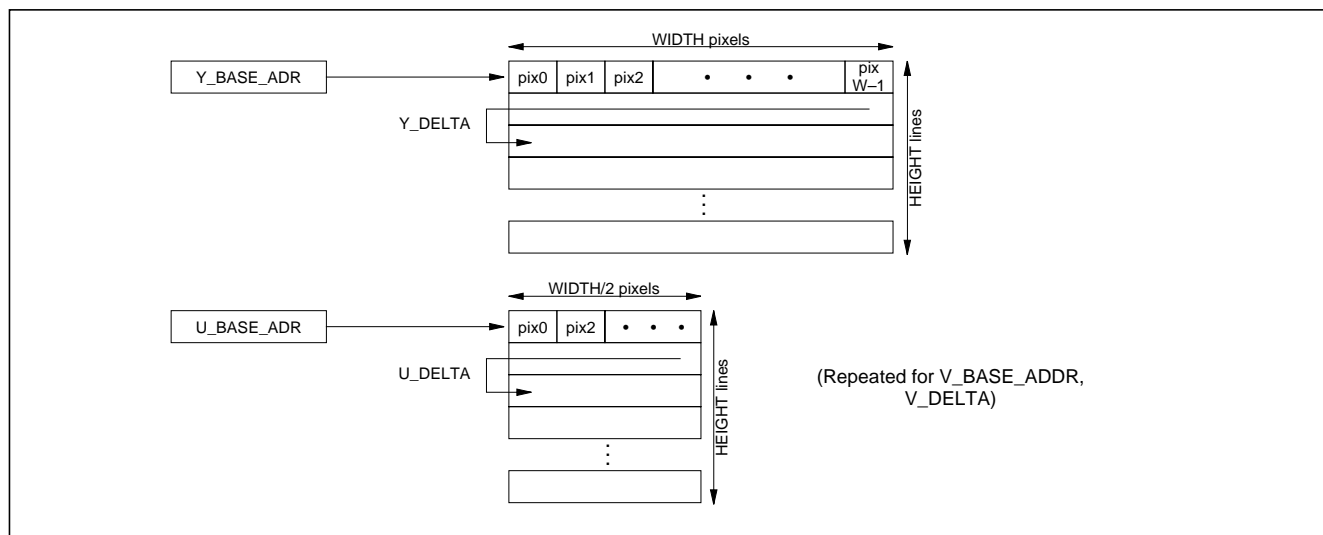 WIDTH pixels
Y_BASE_ADR
pix0 pix1 pix2 • • • pix
W–1
Y_DELTA
HEIGHT lines
WIDTH/2 pixels
U_BASE_ADR
pix0 pix2 • • •
U_DELTA
HEIGHT lines
(Repeated for V_BASE_ADDR,
V_DELTA)